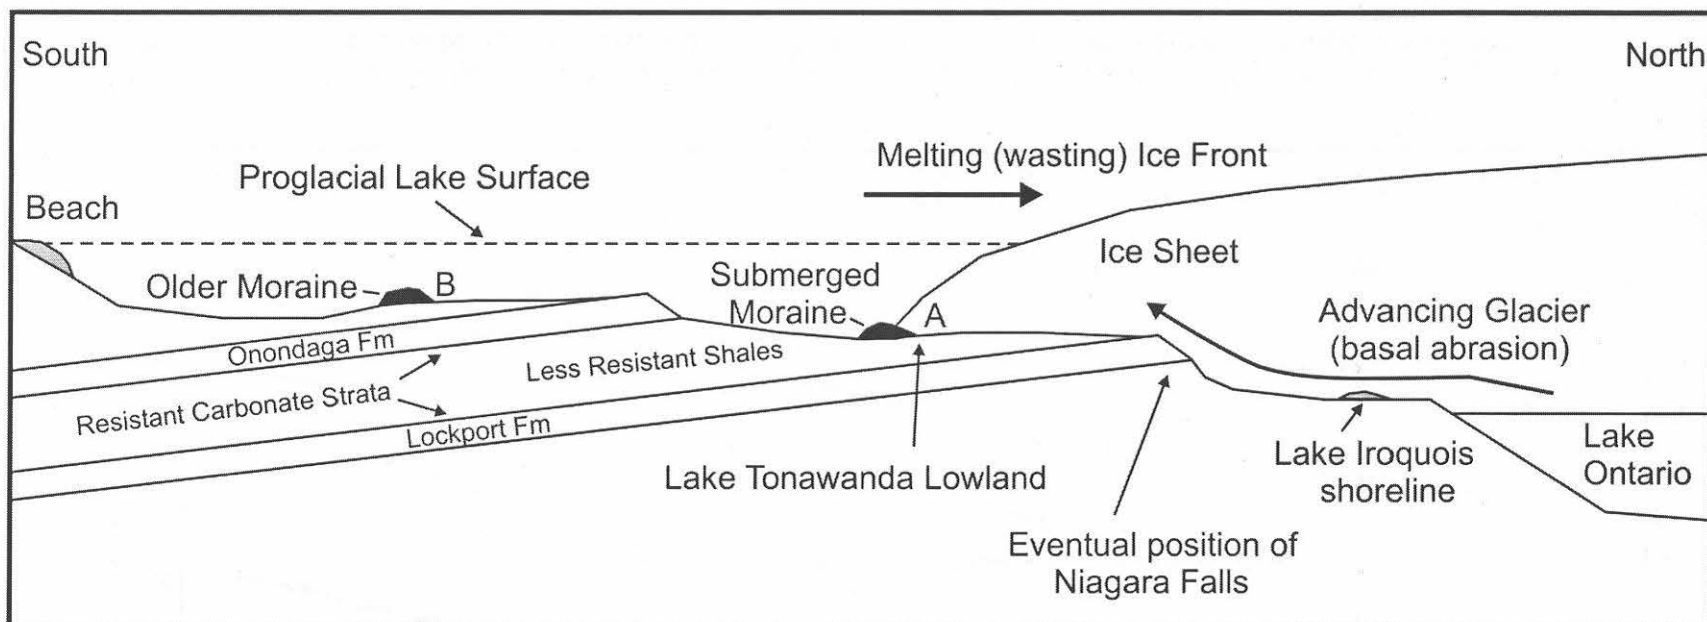 South
North
Melting (wasting) Ice Front
Proglacial Lake Surface
Beach
Ice Sheet
Older Moraine
B
Submerged
Moraine
A
Advancing Glacier
(basal abrasion)
Onondaga Fm
Less Resistant Shales
Resistant Carbonate Strata
Lockport Fm
Lake Tonawanda Lowland
Lake Iroquois
shoreline
Lake
Ontario
Eventual position of
Niagara Falls